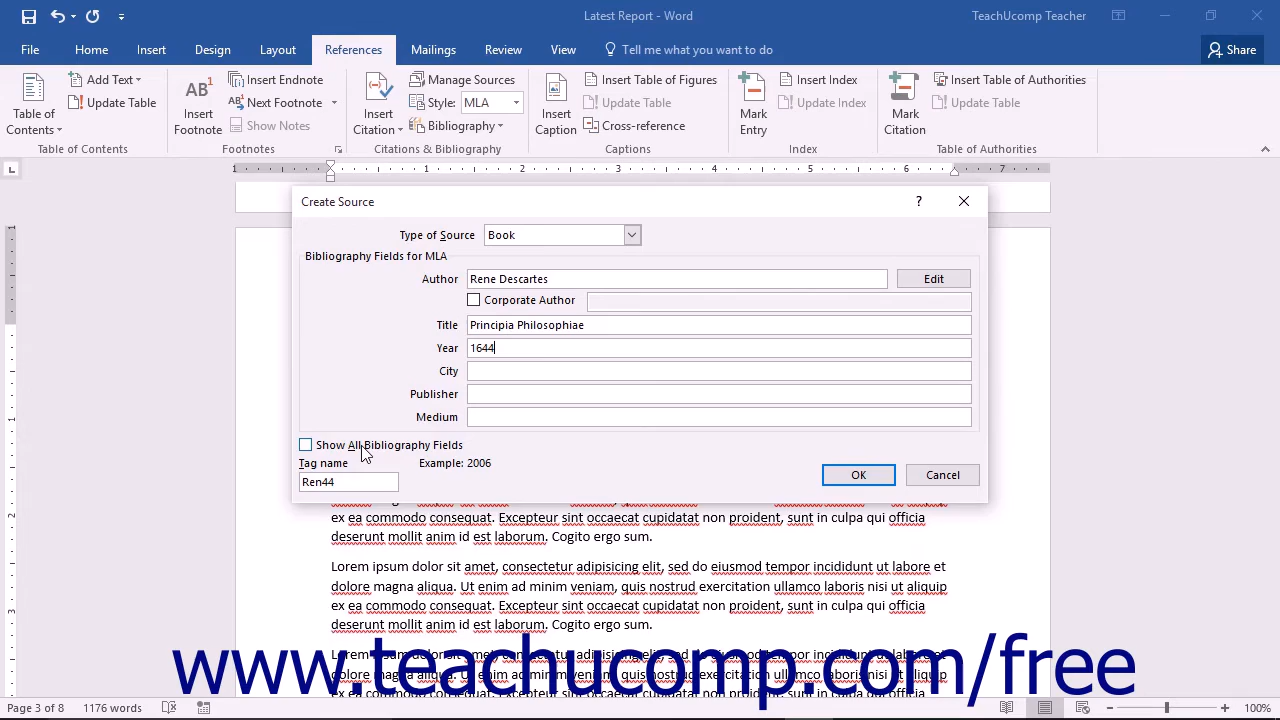 Latest Report - Word
TeachUcomp Teacher
File Home Insert Design Layout References Mailings Review View Tell me what you want to do Share
Table of Contents
Add Text
Update Table
Table of Contents
AB1
Insert Footnote
Insert Endnote
Next Footnote
Show Notes
Footnotes
Insert Citation
Manage Sources
Style: MLA
Bibliography
Citations & Bibliography
Insert Caption
Insert Table of Figures
Update Table
Cross-reference
Captions
Mark Entry
Insert Index
Update Index
Index
Mark Citation
Insert Table of Authorities
Update Table
Table of Authorities
1 1 2 3 4 5 6 7
Create Source
?
Type of Source Book
Bibliography Fields for MLA
Author Rene Descartes Edit
Corporate Author
Title Principia Philosophiae
Year 1644
City
Publisher
Medium
Show All Bibliography Fields
Tag name Example: 2006
Ren44
OK Cancel
ex ea commodo consequat. Excepteur sint occaecat cupidatat non proident, sunt in culpa qui officia
deserunt mollit anim id est laborum. Cogito ergo sum.
Lorem ipsum dolor sit amet, consectetur adipisicing elit, sed do eiusmod tempor incididunt ut labore et
dolore magna aliqua. Ut enim ad minim veniam, quis nostrud exercitation ullamco laboris nisi ut aliquip
ex ea commodo consequat. Excepteur sint occaecat cupidatat non proident, sunt in culpa qui officia
deserunt mollit anim id est laborum. Cogito ergo sum.
www.teachucomp.com/free
Page 3 of 8 1176 words 100%